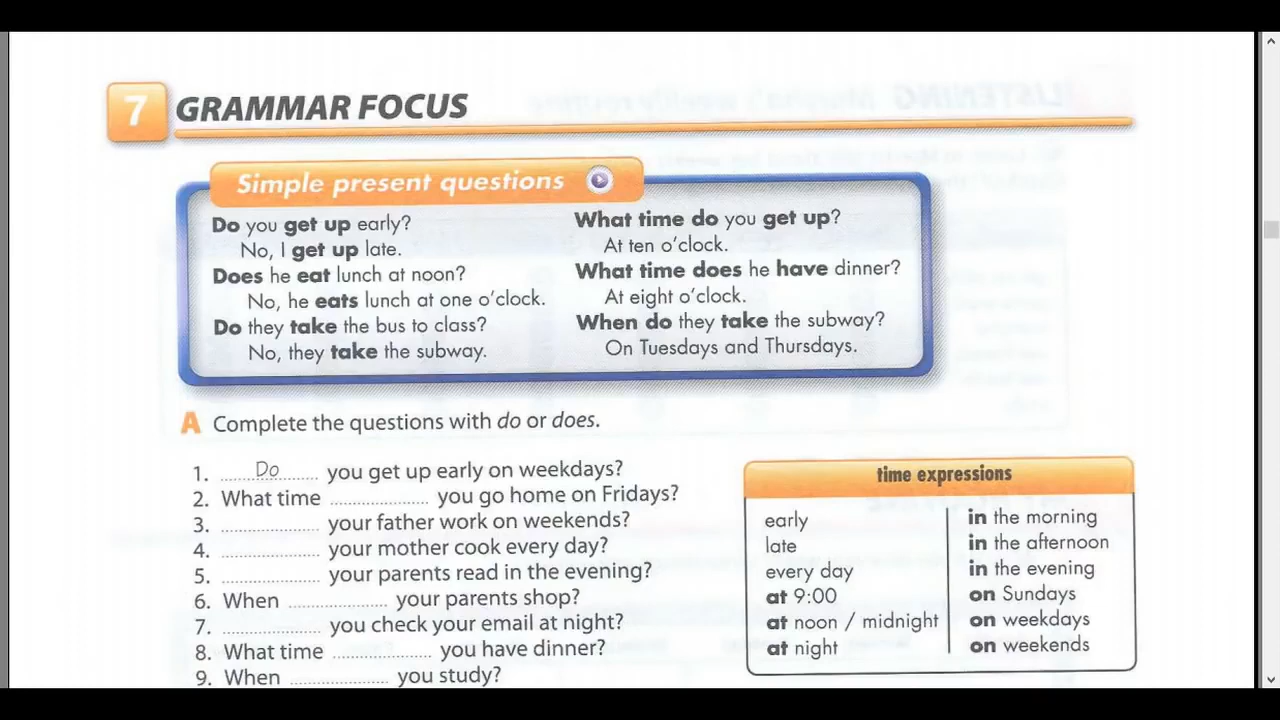 7 GRAMMAR FOCUS
Simple present questions
Do you get up early?
No, I get up late.
Does he eat lunch at noon?
No, he eats lunch at one o'clock.
Do they take the bus to class?
No, they take the subway.
What time do you get up?
At ten o'clock.
What time does he have dinner?
At eight o'clock.
When do they take the subway?
On Tuesdays and Thursdays.
A Complete the questions with do or does.
1. Do you get up early on weekdays?
2. What time .............. you go home on Fridays?
3. .............. your father work on weekends?
4. .............. your mother cook every day?
5. .............. your parents read in the evening?
6. When .............. your parents shop?
7. .............. you check your email at night?
8. What time .............. you have dinner?
9. When .............. you study?
time expressions
early
late
every day
at 9:00
at noon / midnight
at night
in the morning
in the afternoon
in the evening
on Sundays
on weekdays
on weekends